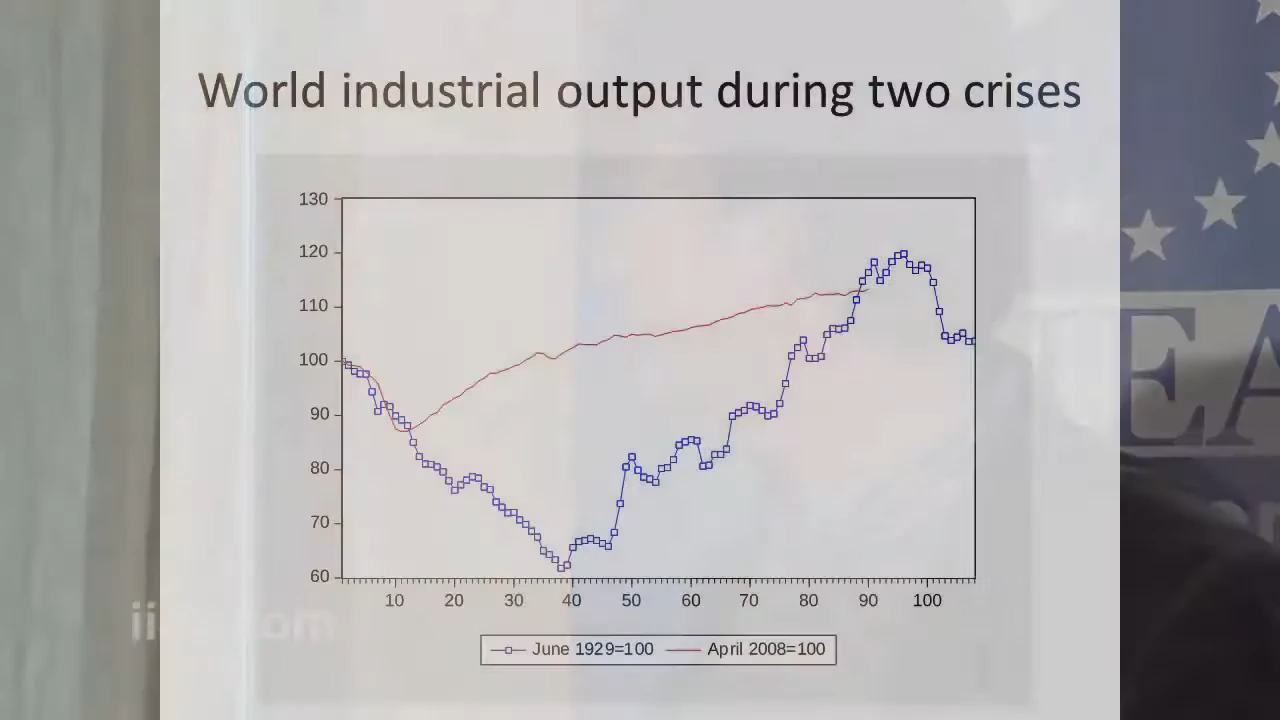 World industrial output during two crises
130
120
110
100
90
80
70
60
10 20 30 40 50 60 70 80 90 100
June 1929=100 April 2008=100
EA